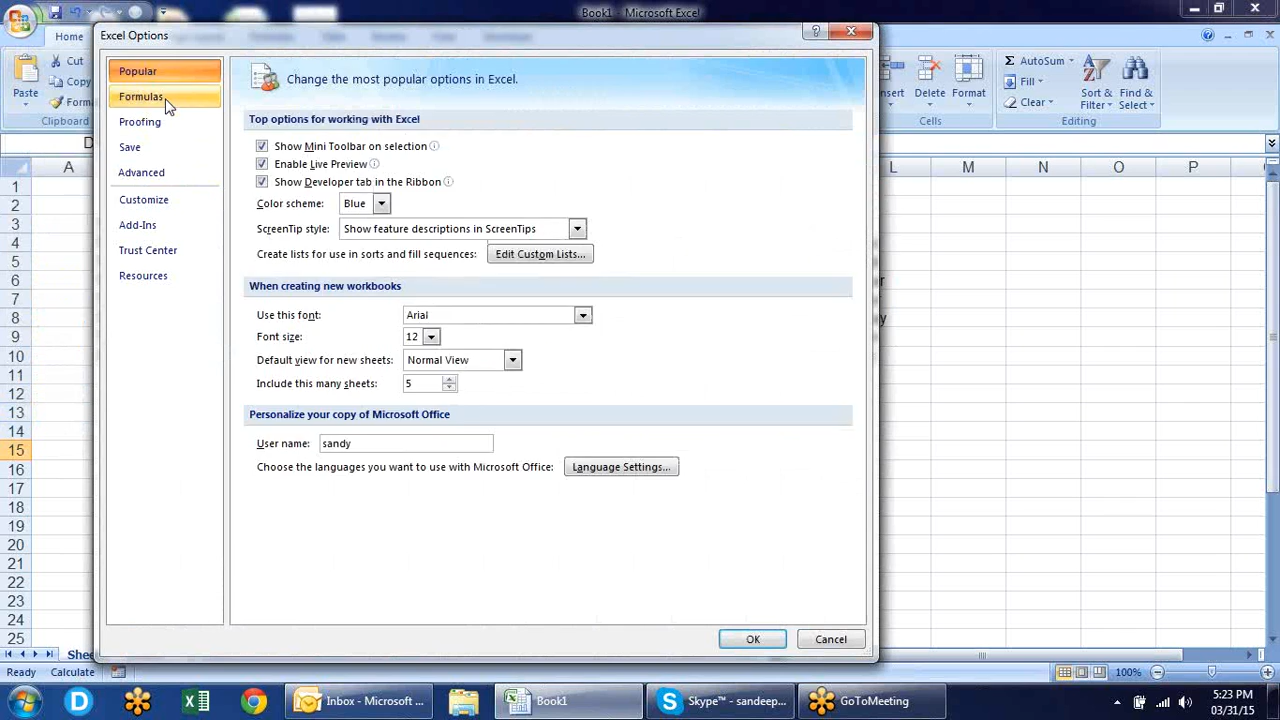 Book1 - Microsoft Excel
Excel Options
Home
Cut
Copy
Paste
Clipboard
Popular
Formulas
Proofing
Save
Advanced
Customize
Add-Ins
Trust Center
Resources
Change the most popular options in Excel.
Top options for working with Excel
Show Mini Toolbar on selection
Enable Live Preview
Show Developer tab in the Ribbon
Color scheme: Blue
ScreenTip style: Show feature descriptions in ScreenTips
Create lists for use in sorts and fill sequences: Edit Custom Lists...
When creating new workbooks
Use this font: Arial
Font size: 12
Default view for new sheets: Normal View
Include this many sheets: 5
Personalize your copy of Microsoft Office
User name: sandy
Choose the languages you want to use with Microsoft Office: Language Settings...
OK Cancel
Delete Format
Cells
Σ AutoSum
Fill
Clear
Sort & Filter
Find & Select
Editing
A L M N O P
1
2
3
4
5
6
7
8
9
10
11
12
13
14
15
16
17
18
19
20
21
22
23
24
25
Ready Calculate 100%
Inbox - Microsoft ... Book1 Skype™ - sandeep... GoToMeeting
5:23 PM
03/31/15